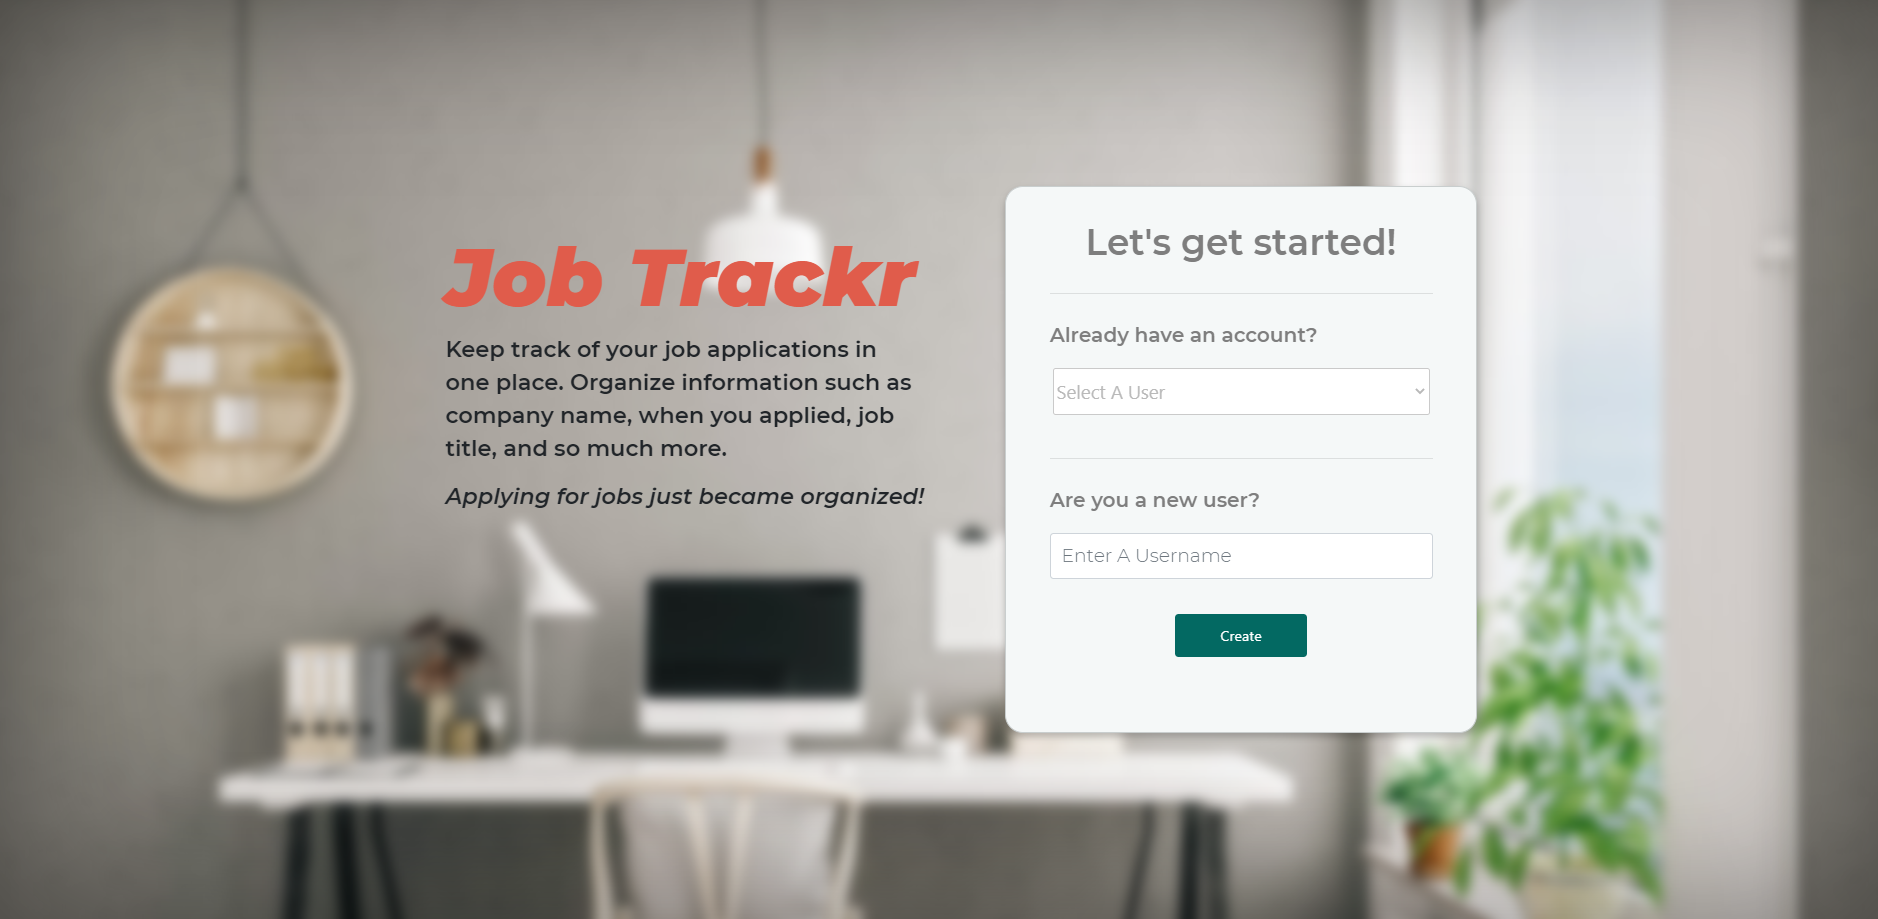 Job Trackr
Keep track of your job applications in
one place. Organize information such as
company name, when you applied, job
title, and so much more.
Applying for jobs just became organized!
Let's get started!
Already have an account?
Select A User
Are you a new user?
Enter A Username
Create